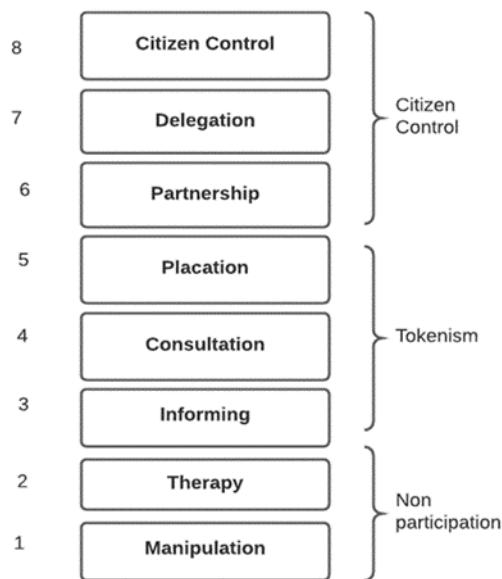 8
Citizen Control
7
Delegation
Citizen
Control
6
Partnership
5
Placation
4
Consultation
Tokenism
3
Informing
2
Therapy
Non
participation
1
Manipulation